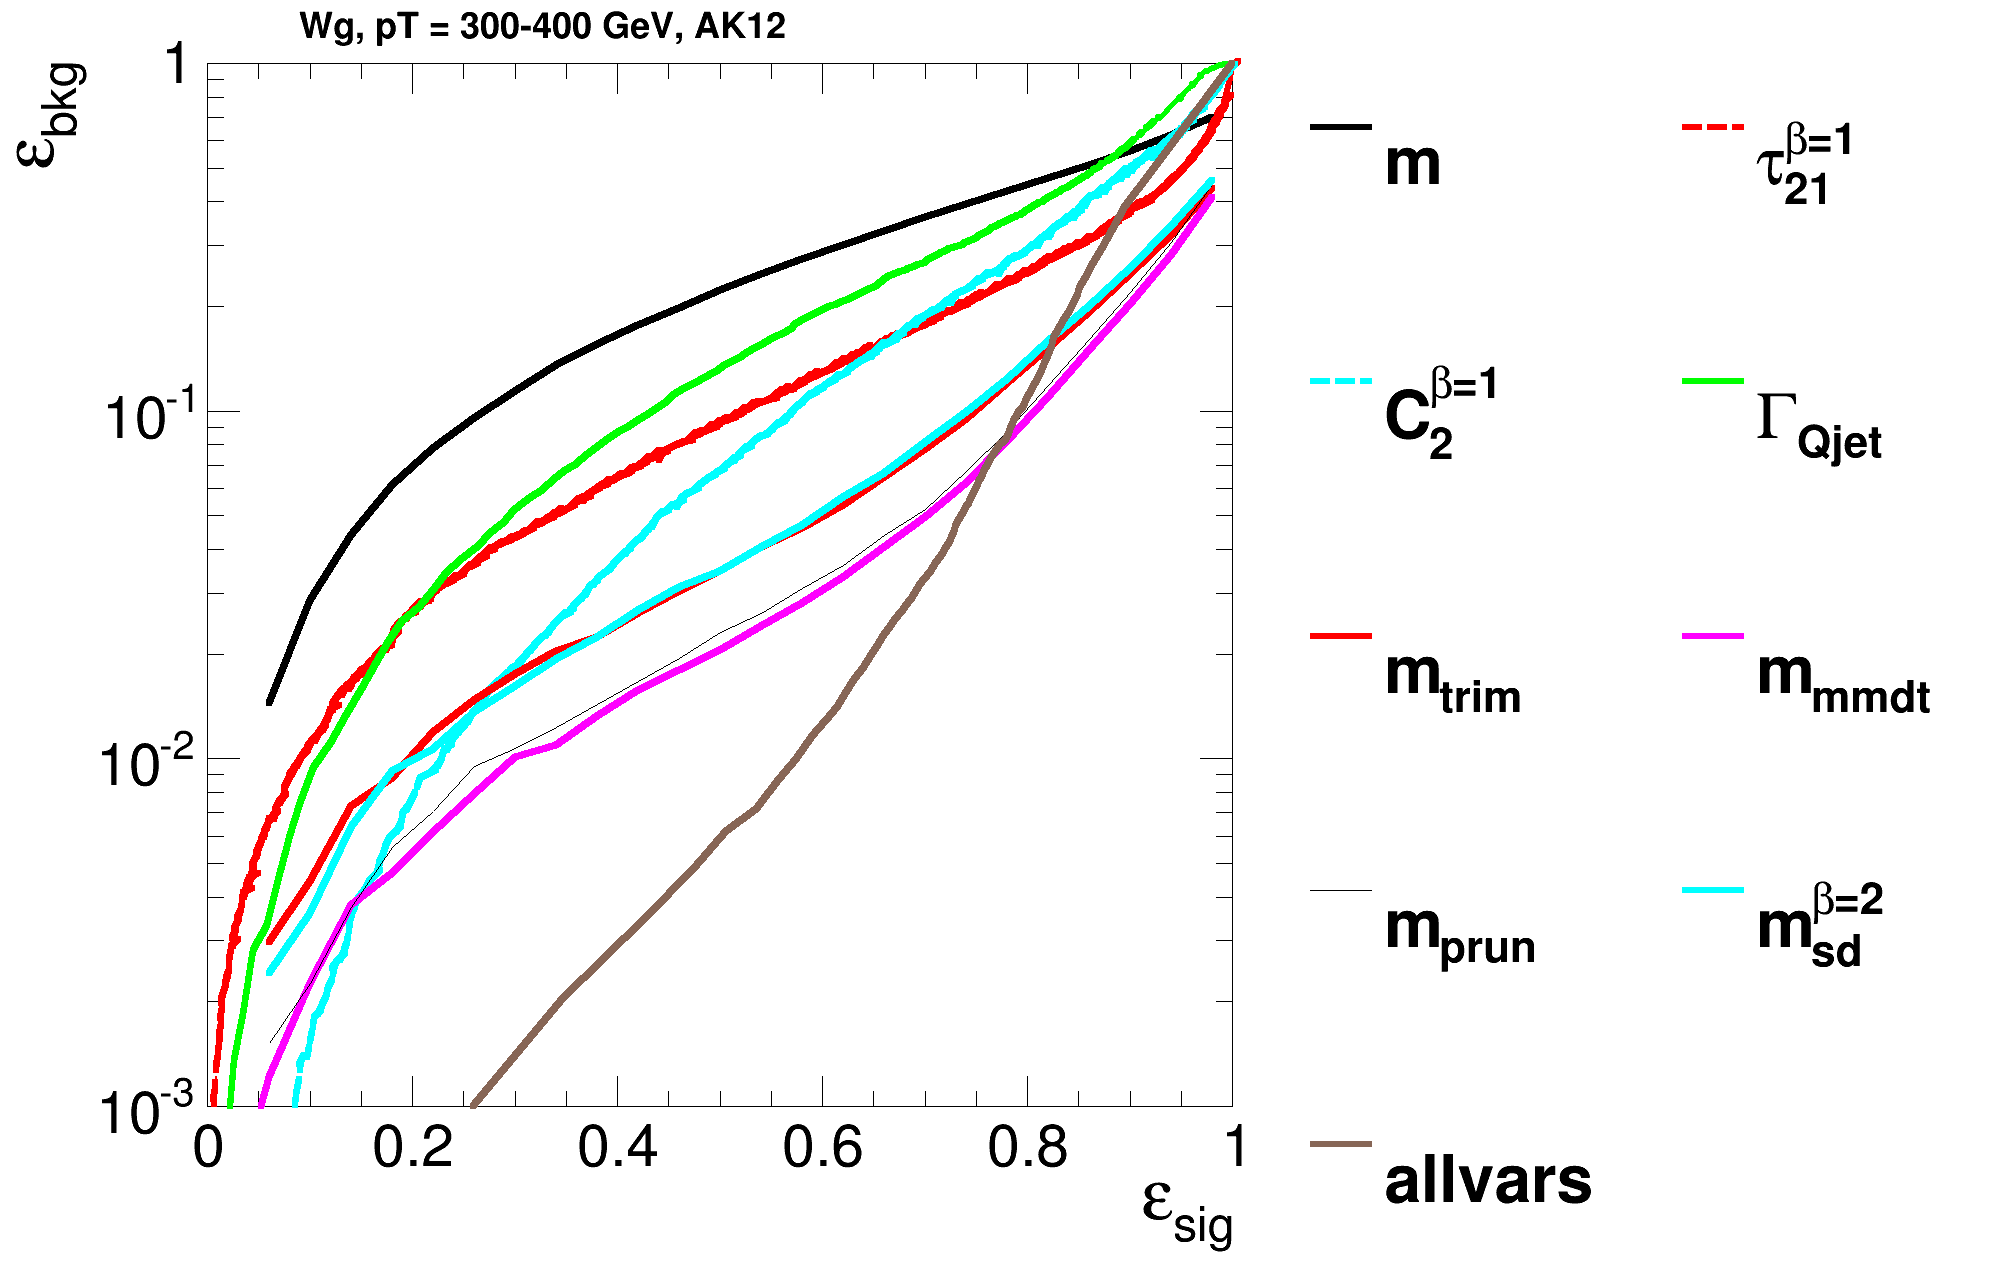 Wg, pT = 300-400 GeV, AK12
ε_bkg
1
10^-1
10^-2
10^-3
0 0.2 0.4 0.6 0.8 1
ε_sig
m
τ_21^β=1
C_2^β=1
Γ_Qjet
m_trim
m_mmdt
m_prun
m_sd^β=2
allvars